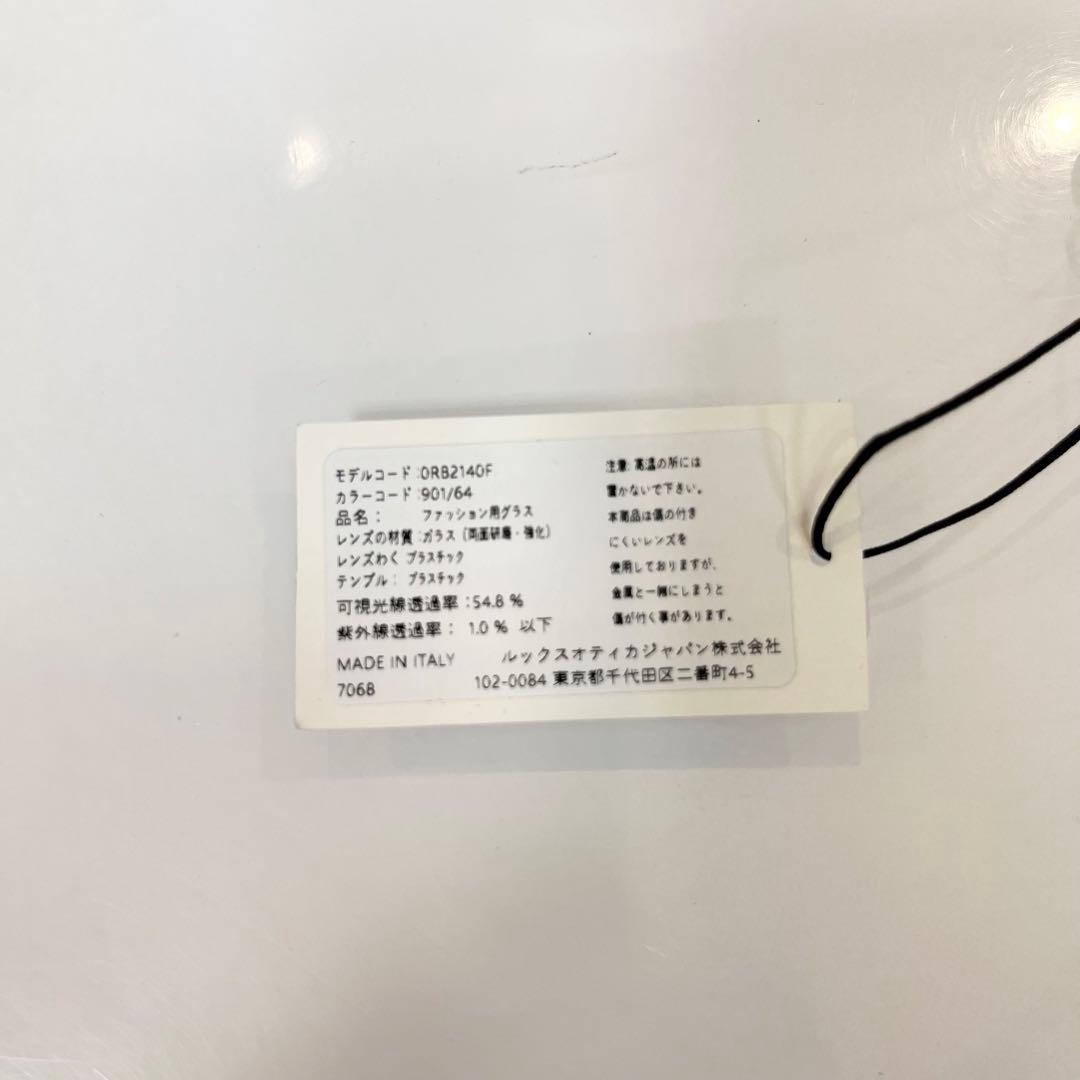 モデルコード :0RB2140F
カラーコード :901/64
品名： ファッション用グラス
レンズの材質 :ガラス（両面研磨・強化）
レンズわく プラスチック
テンプル： プラスチック
可視光線透過率 :54.8 %
紫外線透過率： 1.0 % 以下
MADE IN ITALY
7068
注意: 高温の所には
置かないで下さい。
本商品は傷の付き
にくいレンズを
使用しておりますが、
金属と一緒にしまうと
傷が付く事があります。
ルックスオティカジャパン株式会社
102-0084 東京都千代田区二番町4-5